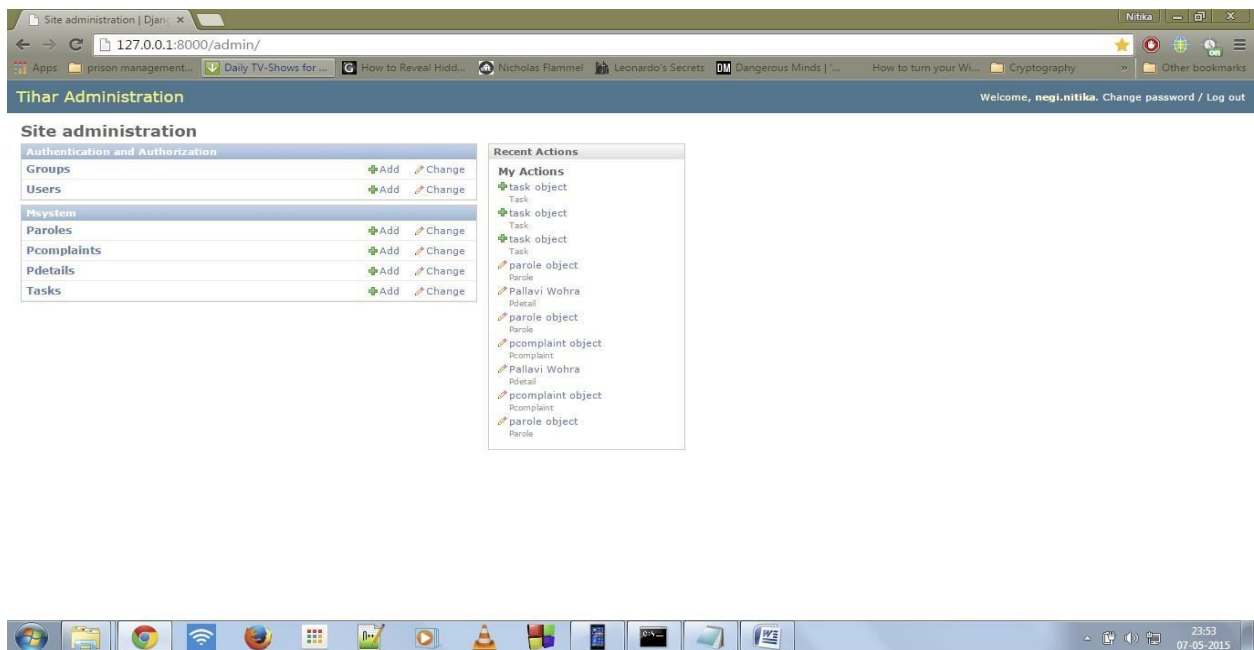 Site administration | Djan
Nitika
127.0.0.1:8000/admin/
Apps prison management... Daily TV-Shows for ... How to Reveal Hidd... Nicholas Flammel Leonardo's Secrets DM Dangerous Minds | '... How to turn your Wi... Cryptography » Other bookmarks
Tihar Administration
Welcome, negi.nitika. Change password / Log out
Site administration
Authentication and Authorization
Groups Add Change
Users Add Change
Msystem
Paroles Add Change
Pcomplaints Add Change
Pdetails Add Change
Tasks Add Change
Recent Actions
My Actions
task object
Task
task object
Task
task object
Task
parole object
Parole
Pallavi Wohra
Pdetail
parole object
Parole
pcomplaint object
Pcomplaint
Pallavi Wohra
Pdetail
pcomplaint object
Pcomplaint
parole object
Parole
23:53
07-05-2015